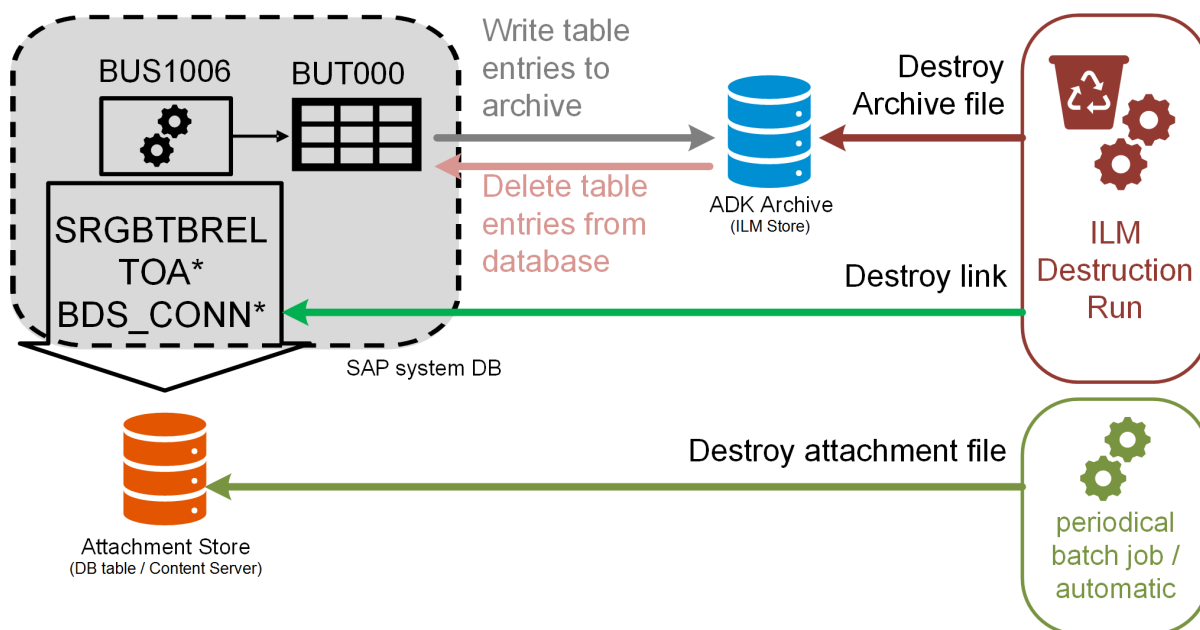 BUS1006
BUT000
SRGBTBREL
TOA*
BDS_CONN*
SAP system DB
Write table
entries to
archive
Delete table
entries from
database
ADK Archive
(ILM Store)
Destroy
Archive file
Destroy link
ILM
Destruction
Run
Attachment Store
(DB table / Content Server)
Destroy attachment file
periodical
batch job /
automatic